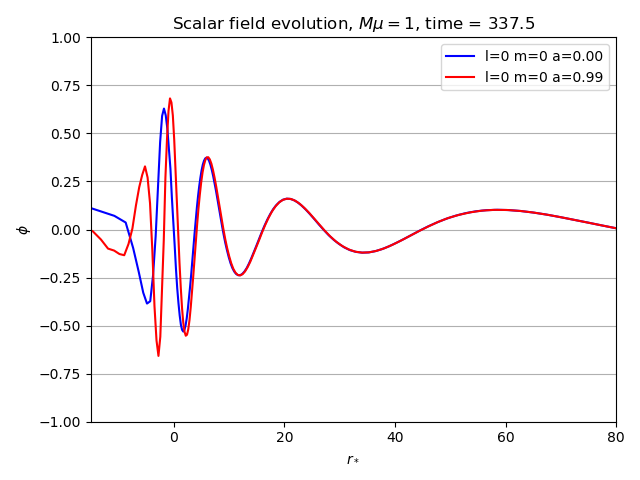 Scalar field evolution, Mμ = 1, time = 337.5
l=0 m=0 a=0.00
l=0 m=0 a=0.99
1.00
0.75
0.50
0.25
0.00
−0.25
−0.50
−0.75
−1.00
ϕ
0 20 40 60 80
r*